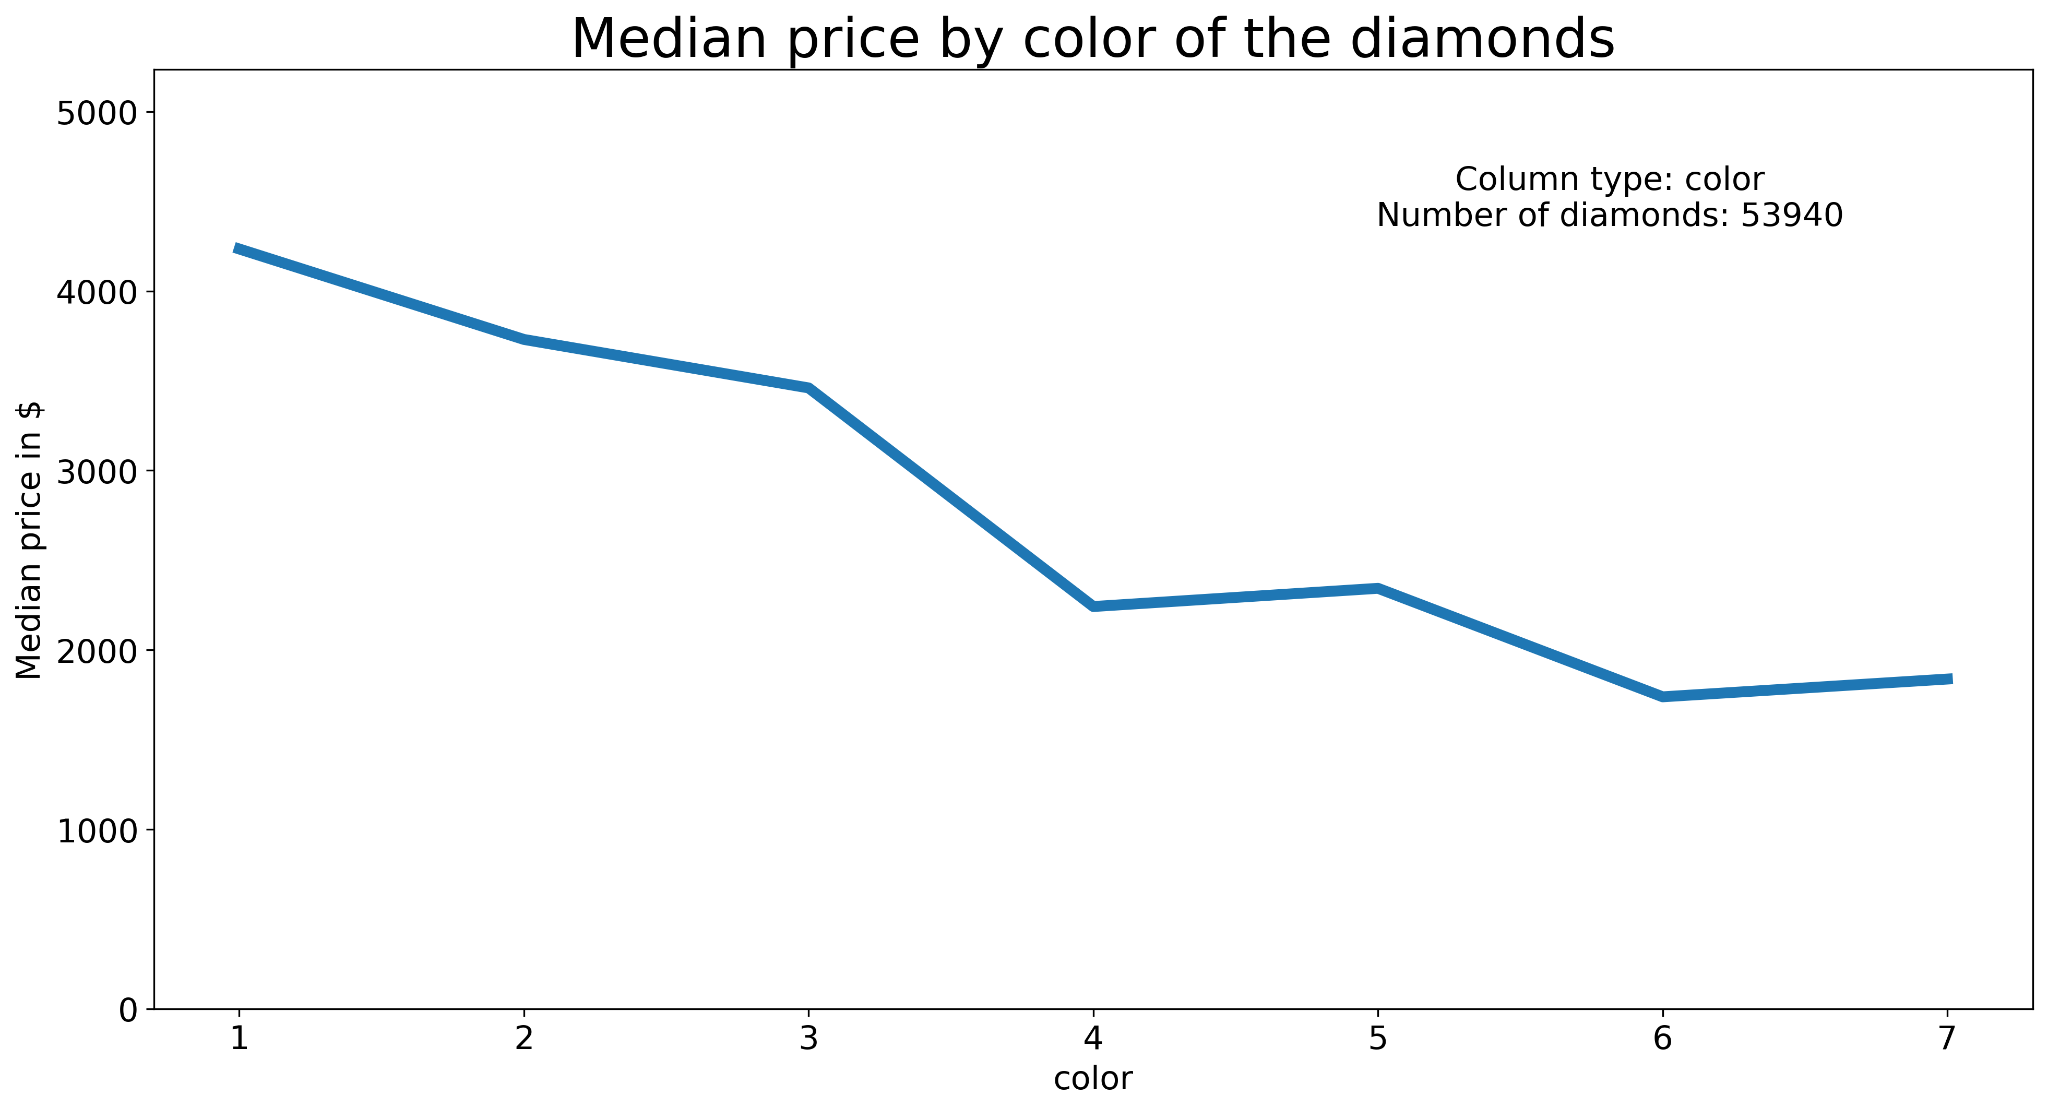 Median price by color of the diamonds
5000
4000
3000
2000
1000
0
Median price in $
Column type: color
Number of diamonds: 53940
1 2 3 4 5 6 7
color